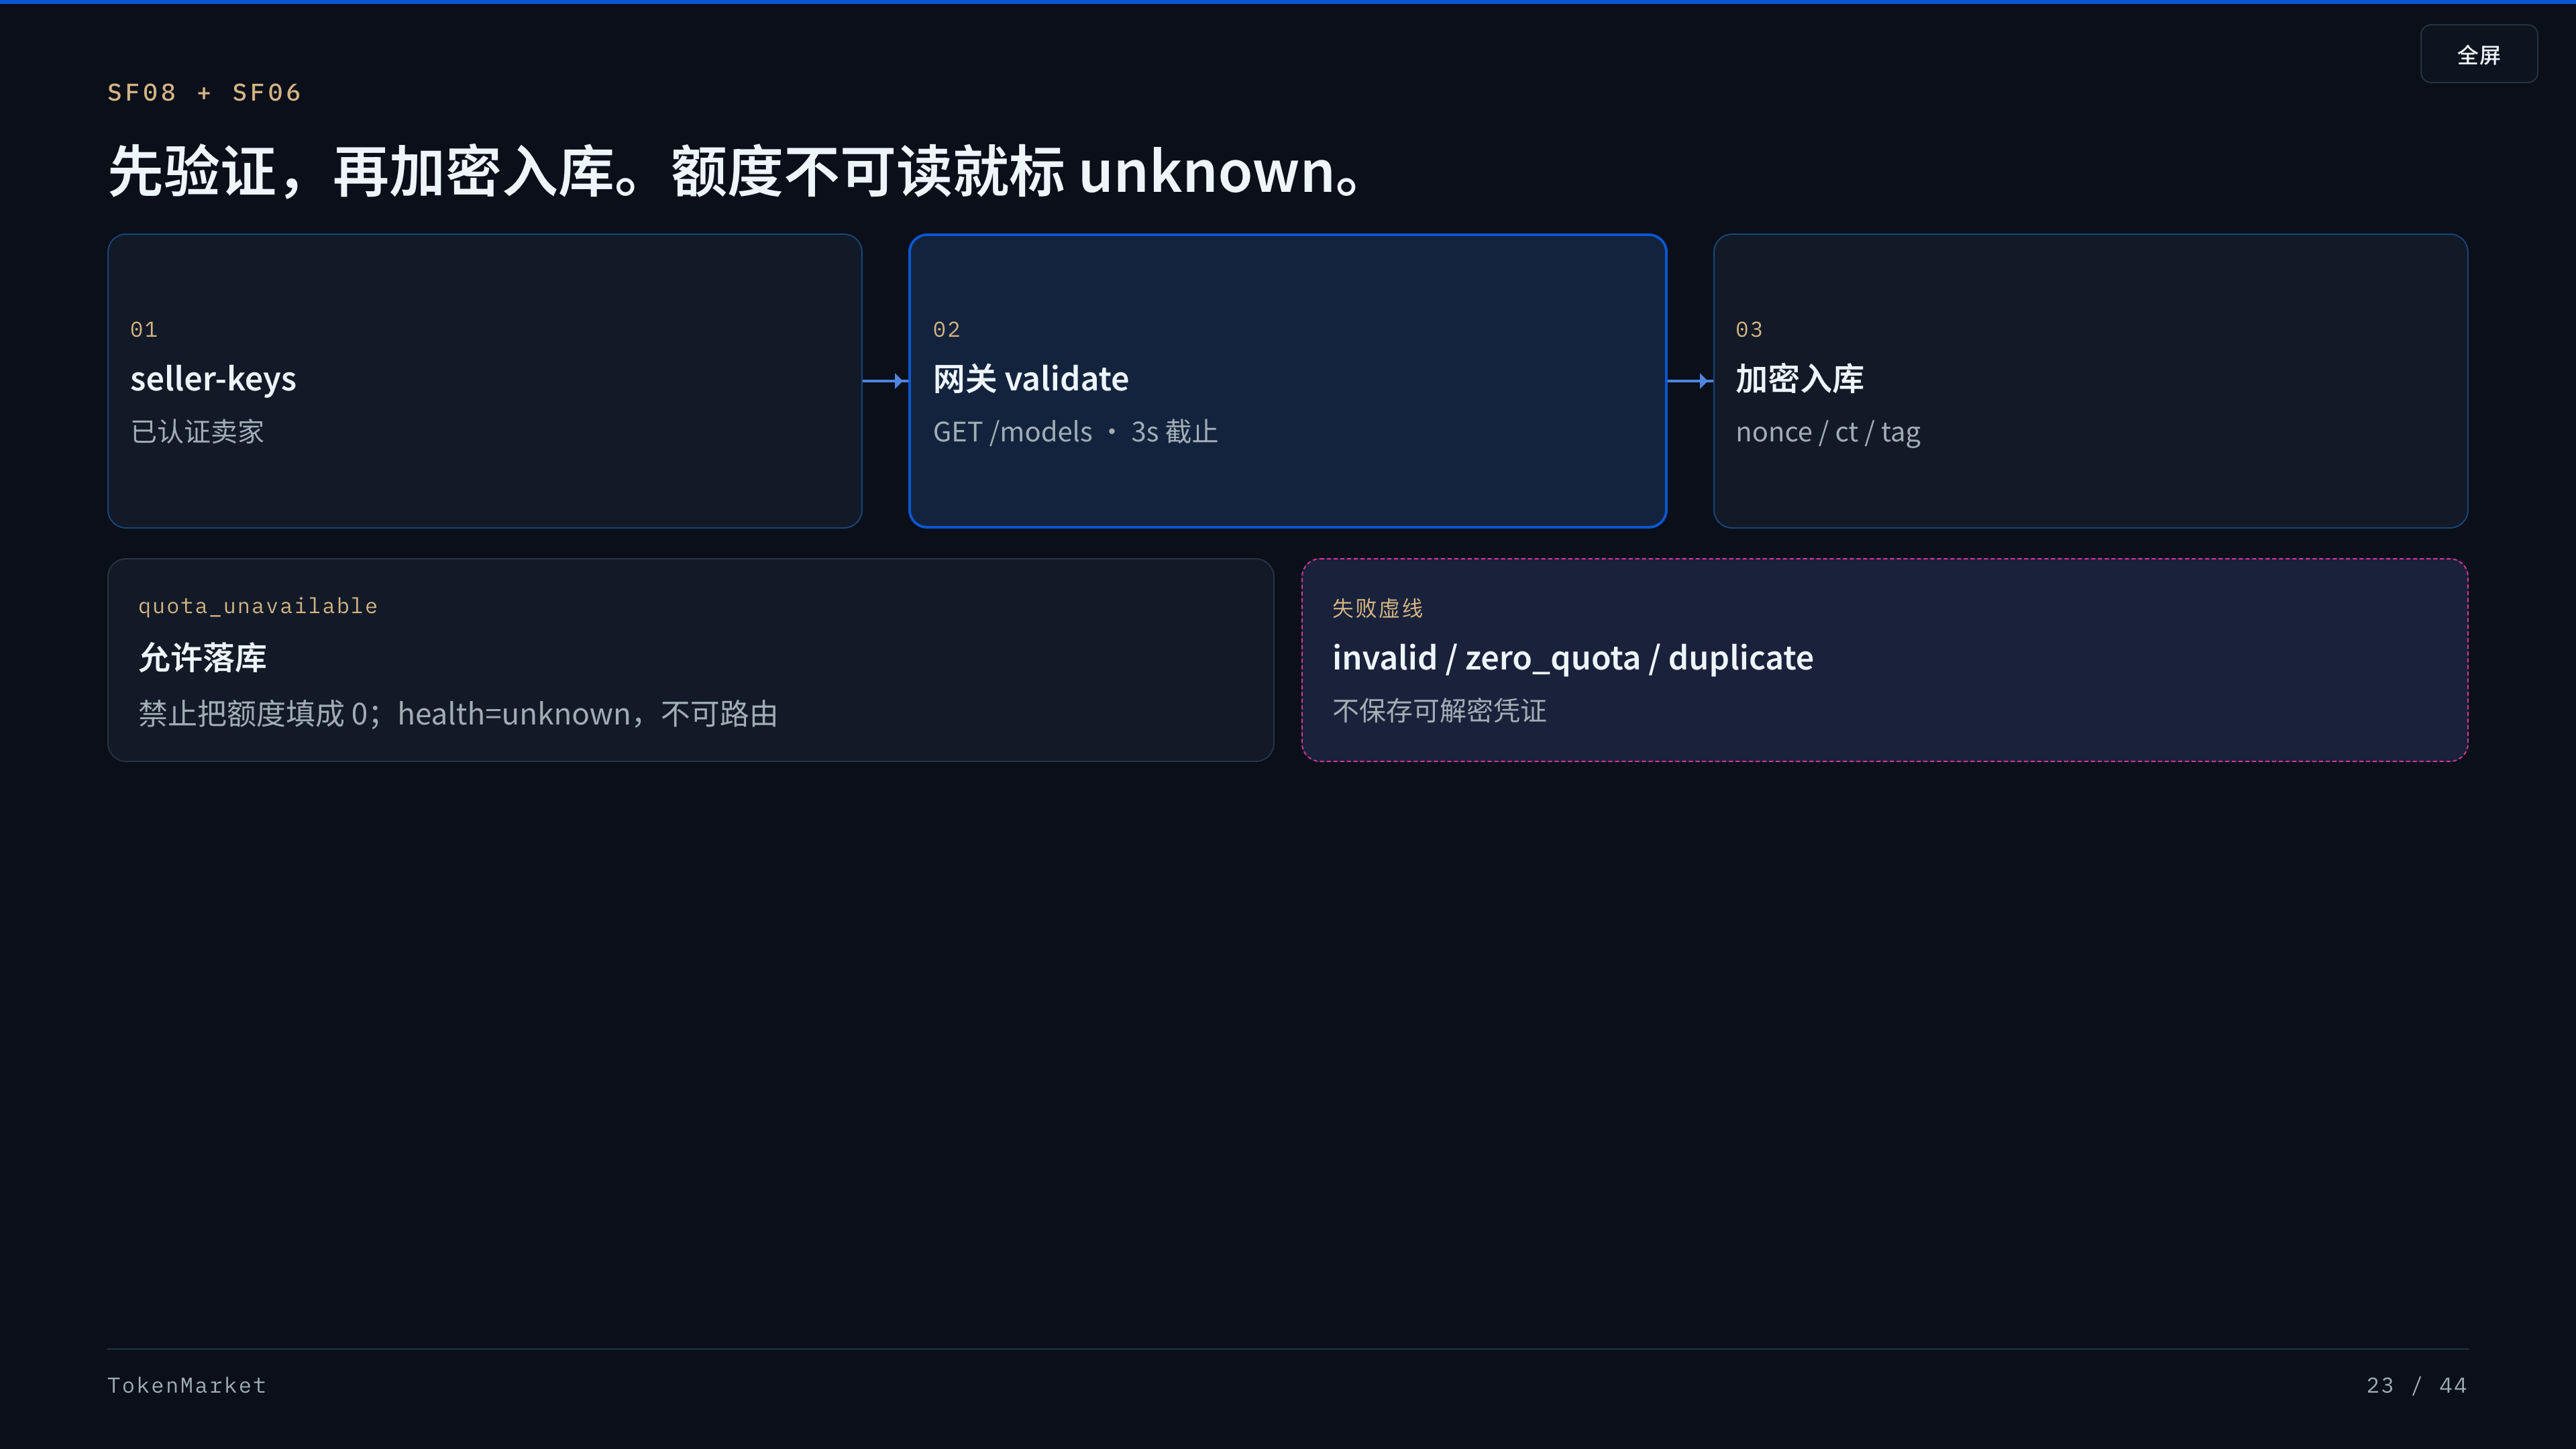 全屏
SF08 + SF06
先验证，再加密入库。额度不可读就标 unknown。
01
seller-keys
已认证卖家
02
网关 validate
GET /models · 3s 截止
03
加密入库
nonce / ct / tag
quota_unavailable
允许落库
禁止把额度填成 0；health=unknown，不可路由
失败虚线
invalid / zero_quota / duplicate
不保存可解密凭证
TokenMarket
23 / 44